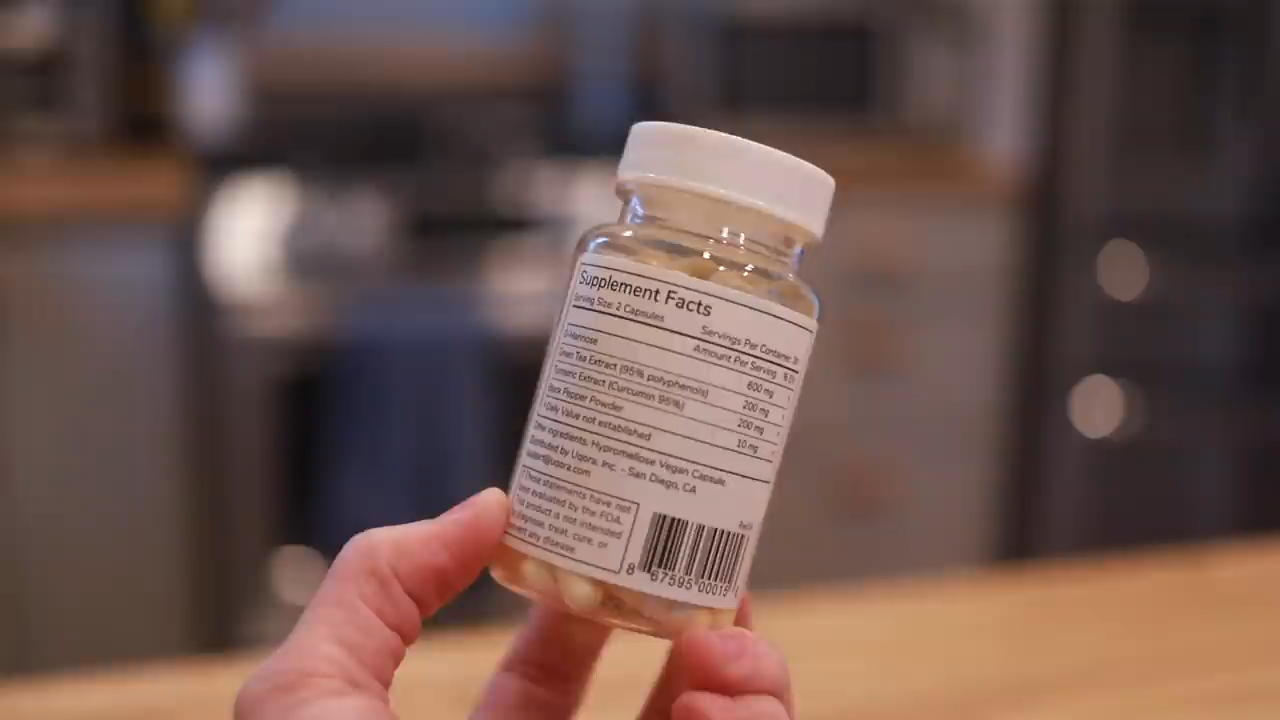 Supplement Facts
Serving Size: 2 Capsules
Servings Per Container:
Amount Per Serving
D-Mannose 600 mg
Green Tea Extract (95% polyphenols) 200 mg
Turmeric Extract (Curcumin 95%) 200 mg
Black Pepper Powder 10 mg
Daily Value not established
Other ingredients: Hypromellose Vegan Capsule
Distributed by Uqora, Inc. - San Diego, CA
support@uqora.com
These statements have not
been evaluated by the FDA.
This product is not intended
to diagnose, treat, cure, or
prevent any disease.
8 67595 00015